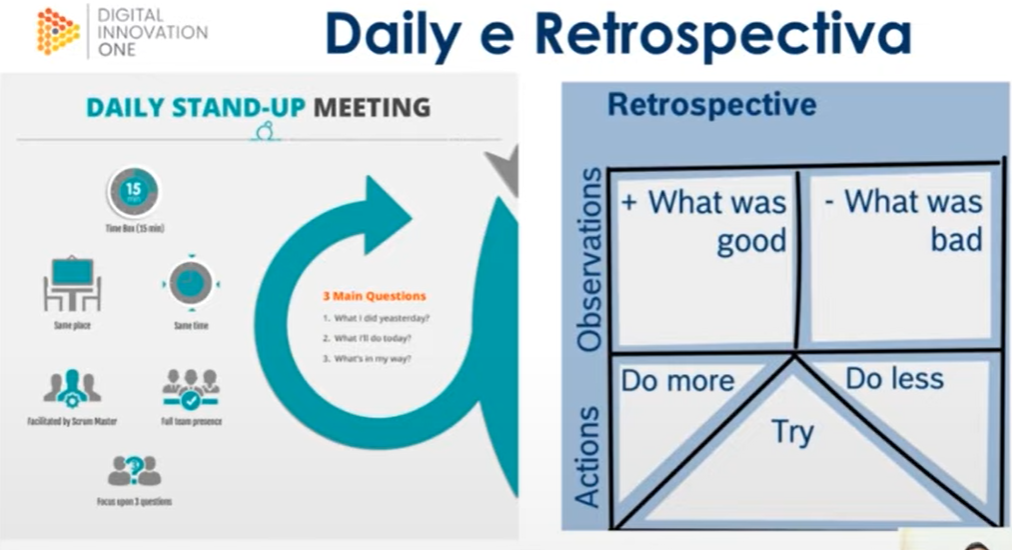 DIGITAL
INNOVATION
ONE
Daily e Retrospectiva
DAILY STAND-UP MEETING
15
min
Time Box (15 min)
Same place
Same time
Facilitated by Scrum Master
Full team presence
Focus upon 3 questions
3 Main Questions
1. What I did yeasterday?
2. What I'll do today?
3. What's in my way?
Retrospective
Observations
+ What was
good
- What was
bad
Actions
Do more
Do less
Try